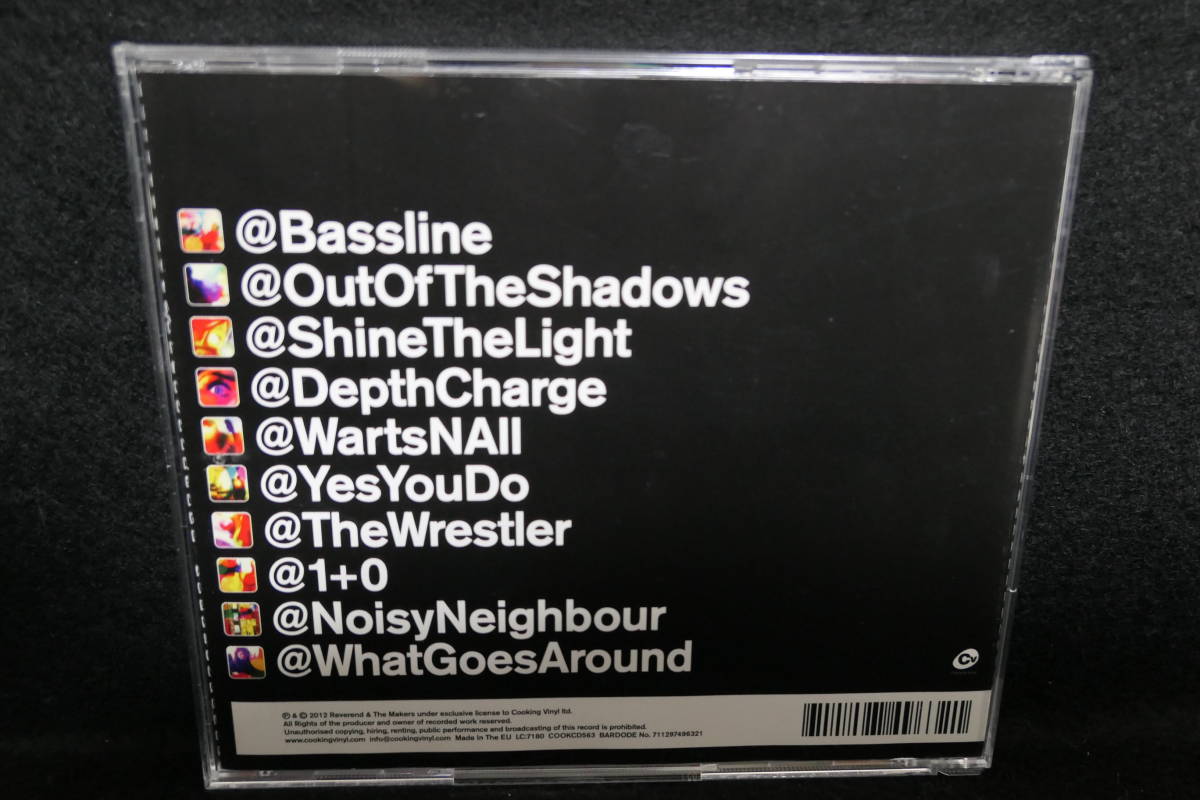 @Bassline
@OutOfTheShadows
@ShineTheLight
@DepthCharge
@WartsNAll
@YesYouDo
@TheWrestler
@1+0
@NoisyNeighbour
@WhatGoesAround
Cv
℗ & © 2012 Reverend & The Makers under exclusive license to Cooking Vinyl ltd.
All Rights of the producer and owner of recorded work reserved.
Unauthorised copying, hiring, renting, public performance and broadcasting of this record is prohibited.
www.cookingvinyl.com info@cookingvinyl.com Made In The EU LC:7180 COOKCD563 BARDODE No. 711297496321